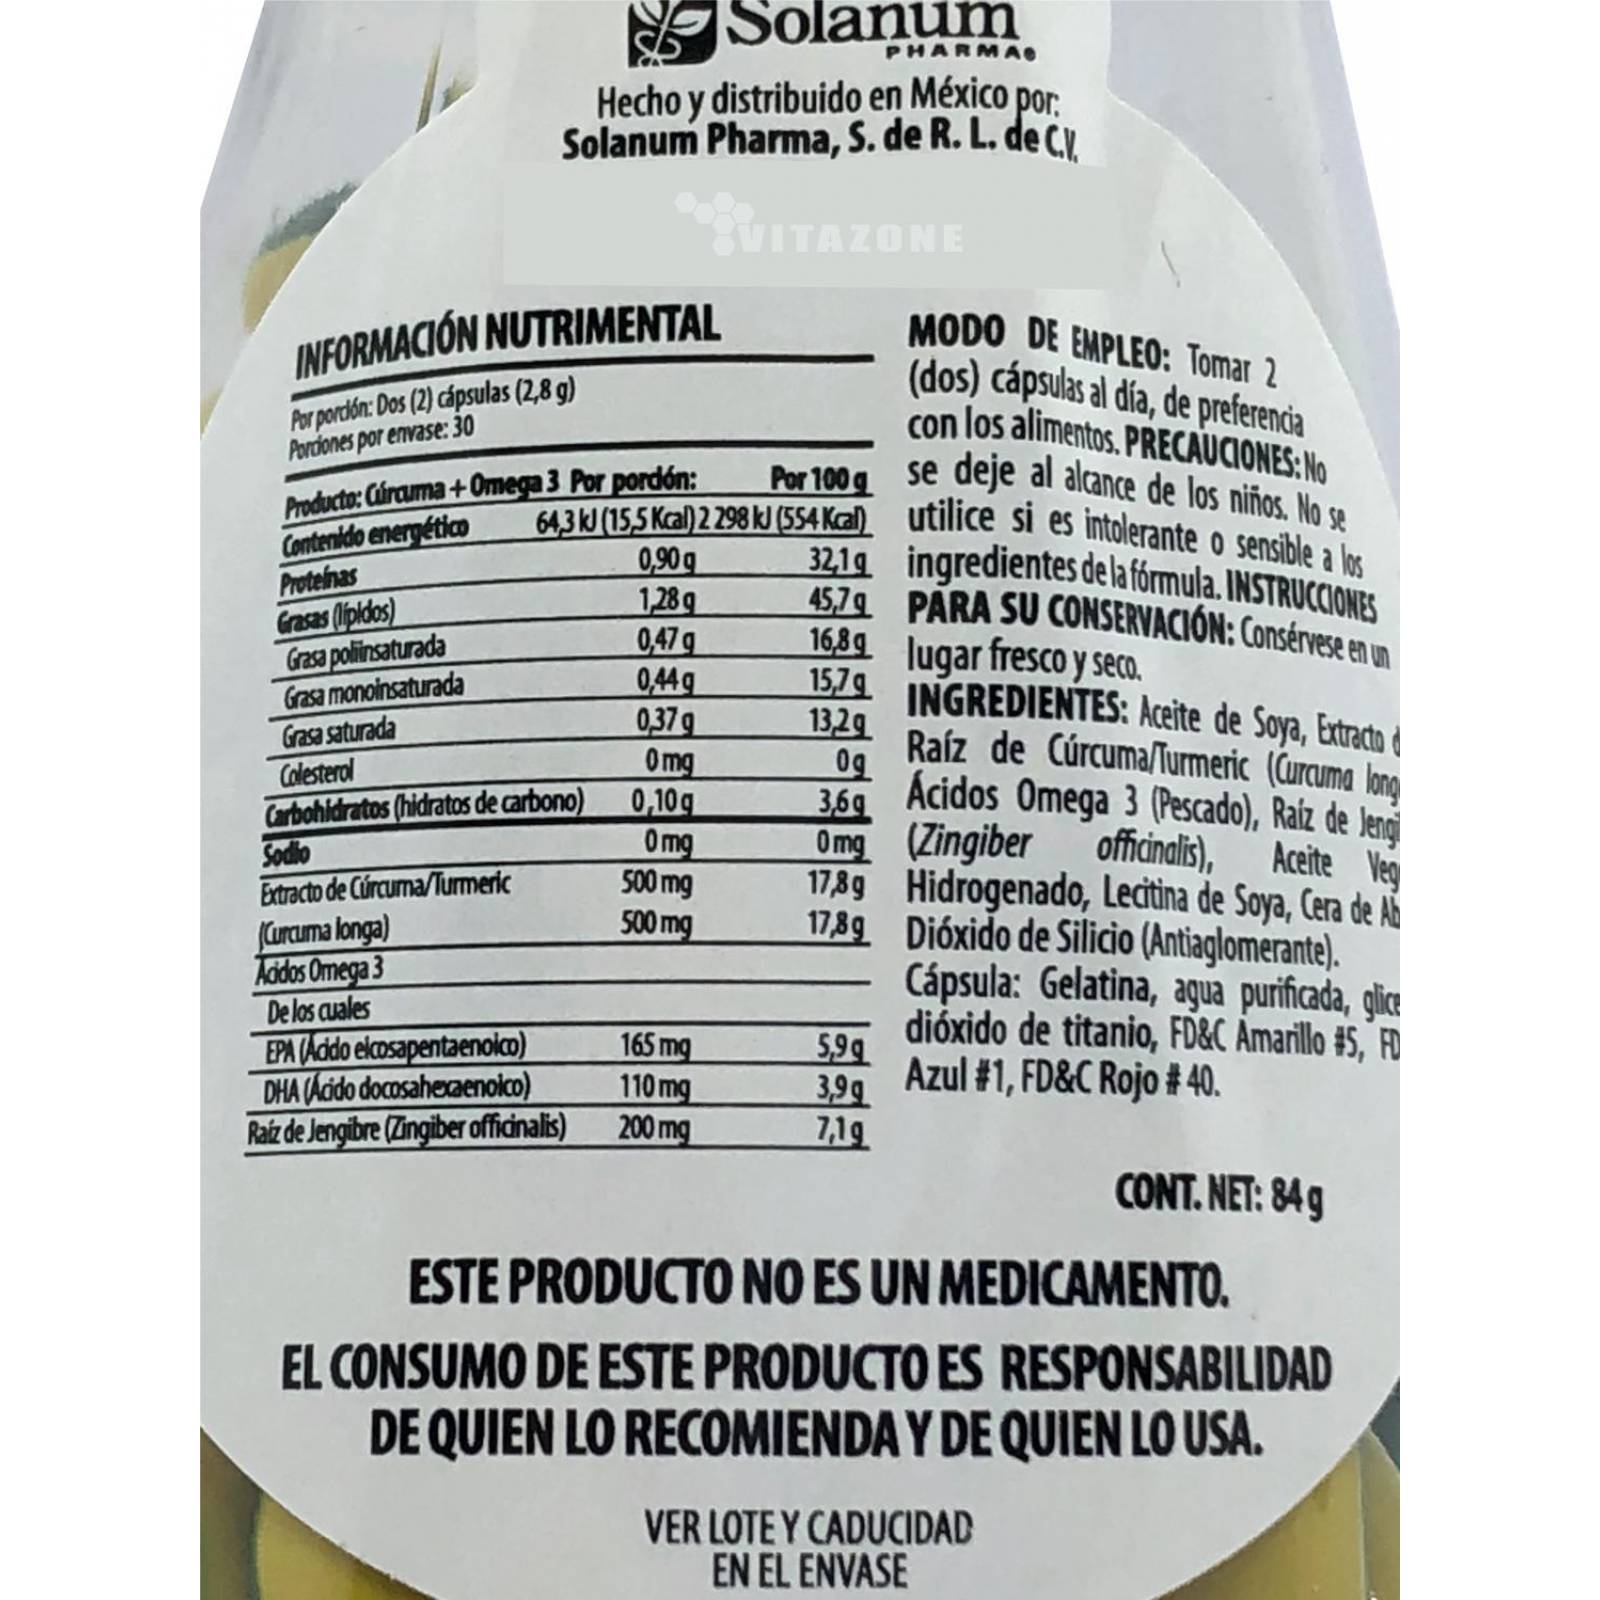 Solanum
PHARMA®
Hecho y distribuido en México por:
Solanum Pharma, S. de R. L. de C.V.
VITAZONE
INFORMACIÓN NUTRIMENTAL
Por porción: Dos (2) cápsulas (2,8 g)
Porciones por envase: 30
Producto: Cúrcuma + Omega 3 Por porción: Por 100 g
Contenido energético 64,3 kJ (15,5 Kcal) 2 298 kJ (554 Kcal)
Proteínas 0,90 g 32,1 g
Grasas (lípidos) 1,28 g 45,7 g
Grasa poliinsaturada 0,47 g 16,8 g
Grasa monoinsaturada 0,44 g 15,7 g
Grasa saturada 0,37 g 13,2 g
Colesterol 0 mg 0 g
Carbohidratos (hidratos de carbono) 0,10 g 3,6 g
Sodio 0 mg 0 mg
Extracto de Cúrcuma/Turmeric 500 mg 17,8 g
(Curcuma longa) 500 mg 17,8 g
Ácidos Omega 3
De los cuales
EPA (Ácido eicosapentaenoico) 165 mg 5,9 g
DHA (Ácido docosahexaenoico) 110 mg 3,9 g
Raíz de Jengibre (Zingiber officinalis) 200 mg 7,1 g
MODO DE EMPLEO: Tomar 2
(dos) cápsulas al día, de preferencia
con los alimentos. PRECAUCIONES: No
se deje al alcance de los niños. No se
utilice si es intolerante o sensible a los
ingredientes de la fórmula. INSTRUCCIONES
PARA SU CONSERVACIÓN: Consérvese en un
lugar fresco y seco.
INGREDIENTES: Aceite de Soya, Extracto
Raíz de Cúrcuma/Turmeric (Curcuma
Ácidos Omega 3 (Pescado), Raíz de
(Zingiber officinalis), Aceite
Hidrogenado, Lecitina de Soya, Cera de
Dióxido de Silicio (Antiaglomerante).
Cápsula: Gelatina, agua purificada,
dióxido de titanio, FD&C Amarillo #5,
Azul #1, FD&C Rojo # 40.
CONT. NET: 84 g
ESTE PRODUCTO NO ES UN MEDICAMENTO.
EL CONSUMO DE ESTE PRODUCTO ES RESPONSABILIDAD
DE QUIEN LO RECOMIENDA Y DE QUIEN LO USA.
VER LOTE Y CADUCIDAD
EN EL ENVASE